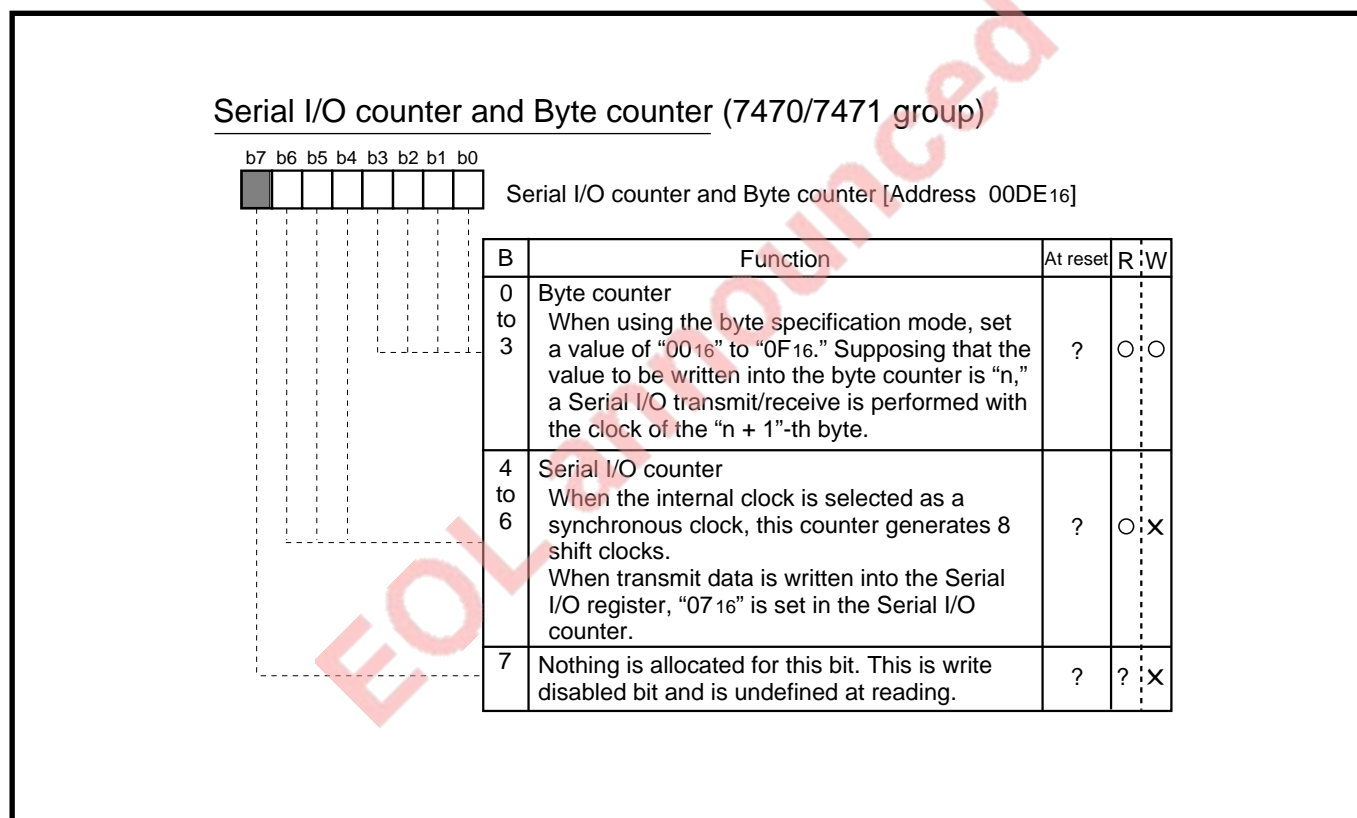 Serial I/O counter and Byte counter (7470/7471 group)
b7 b6 b5 b4 b3 b2 b1 b0
Serial I/O counter and Byte counter [Address 00DE16]
B Function At reset R W
0 to 3
Byte counter
When using the byte specification mode, set
a value of “0016” to “0F16.” Supposing that the
value to be written into the byte counter is “n,”
a Serial I/O transmit/receive is performed with
the clock of the “n + 1”-th byte.
? ○ ○
4 to 6
Serial I/O counter
When the internal clock is selected as a
synchronous clock, this counter generates 8
shift clocks.
When transmit data is written into the Serial
I/O register, “0716” is set in the Serial I/O
counter.
? ○ ×
7
Nothing is allocated for this bit. This is write
disabled bit and is undefined at reading.
? ? ×
EOL announced